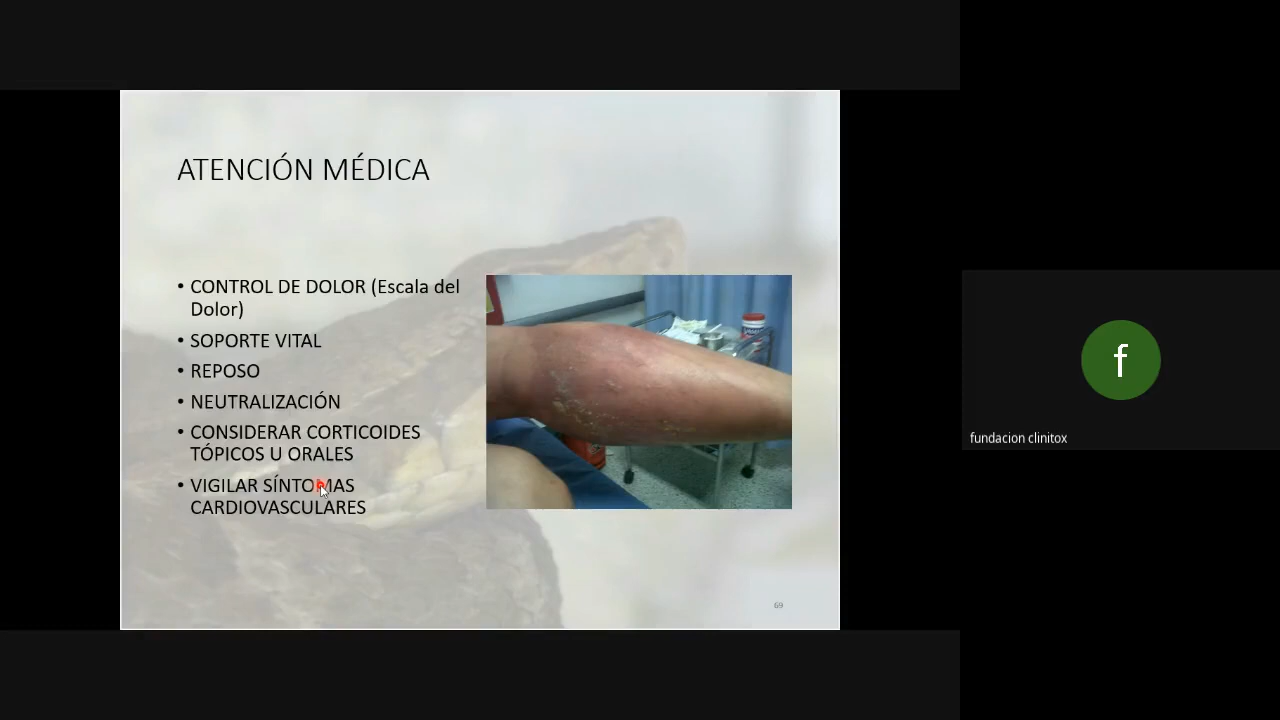 ATENCIÓN MÉDICA
• CONTROL DE DOLOR (Escala del
Dolor)
• SOPORTE VITAL
• REPOSO
• NEUTRALIZACIÓN
• CONSIDERAR CORTICOIDES
TÓPICOS U ORALES
• VIGILAR SÍNTOMAS
CARDIOVASCULARES
69
f
fundacion clinitox